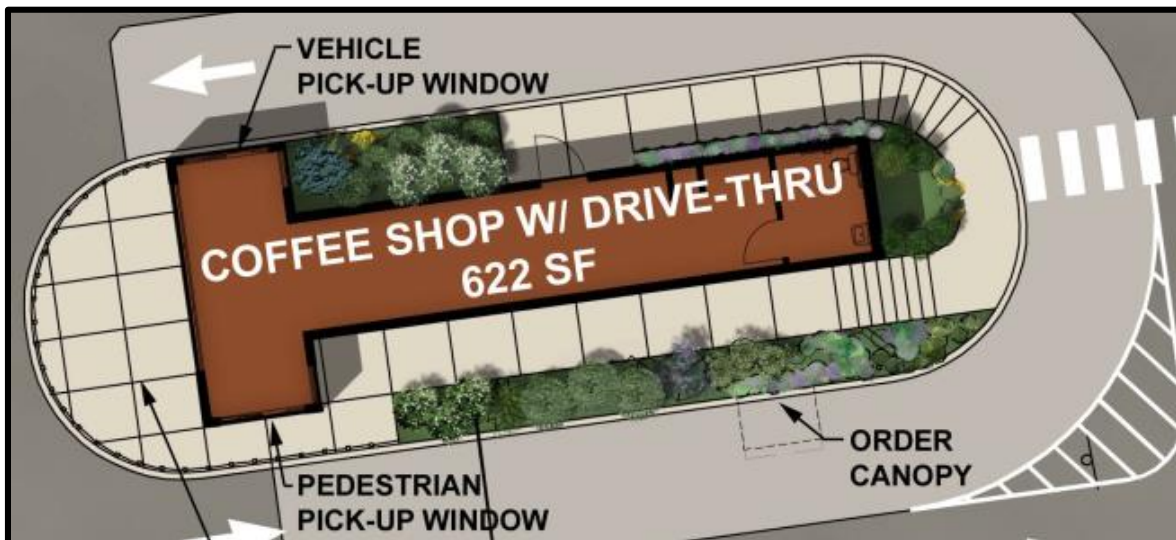 VEHICLE
PICK-UP WINDOW
COFFEE SHOP W/ DRIVE-THRU
622 SF
ORDER
CANOPY
PEDESTRIAN
PICK-UP WINDOW